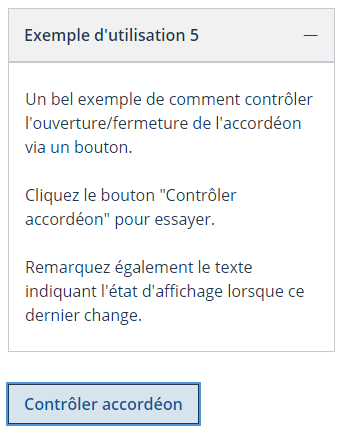 Exemple d'utilisation 5
Un bel exemple de comment contrôler
l'ouverture/fermeture de l'accordéon
via un bouton.
Cliquez le bouton "Contrôler
accordéon" pour essayer.
Remarquez également le texte
indiquant l'état d'affichage lorsque ce
dernier change.
Contrôler accordéon